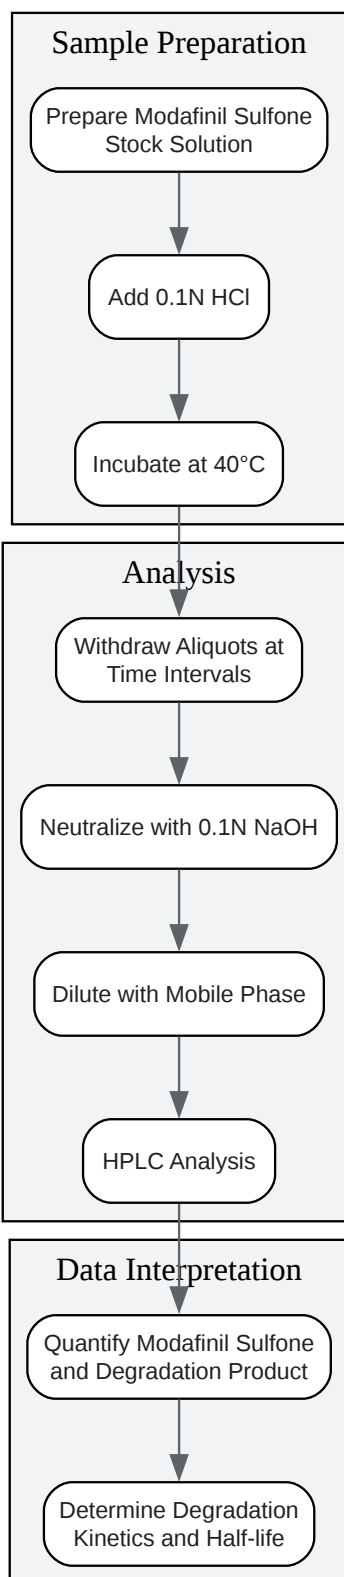 Sample Preparation
Prepare Modafinil Sulfone
Stock Solution
Add 0.1N HCl
Incubate at 40°C
Analysis
Withdraw Aliquots at
Time Intervals
Neutralize with 0.1N NaOH
Dilute with Mobile Phase
HPLC Analysis
Data Interpretation
Quantify Modafinil Sulfone
and Degradation Product
Determine Degradation
Kinetics and Half-life